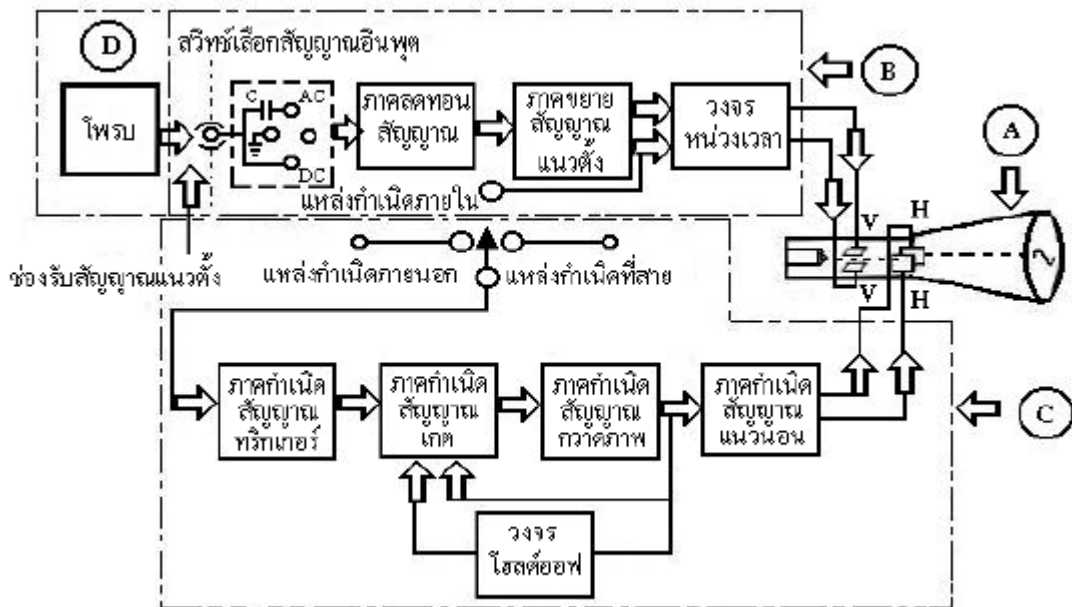 D
สวิทช์เลือกสัญญาณอินพุต
B
โพรบ
C
AC
DC
ภาคลดทอน
สัญญาณ
ภาคขยาย
สัญญาณ
แนวตั้ง
วงจร
หน่วงเวลา
A
แหล่งกำเนิดภายใน
V
H
ช่องรับสัญญาณแนวตั้ง
แหล่งกำเนิดภายนอก
แหล่งกำเนิดที่สาย
V
H
ภาคกำเนิด
สัญญาณ
ทริกเกอร์
ภาคกำเนิด
สัญญาณ
เกต
ภาคกำเนิด
สัญญาณ
กวาดภาพ
ภาคกำเนิด
สัญญาณ
แนวนอน
C
วงจร
โฮลต์ออฟ